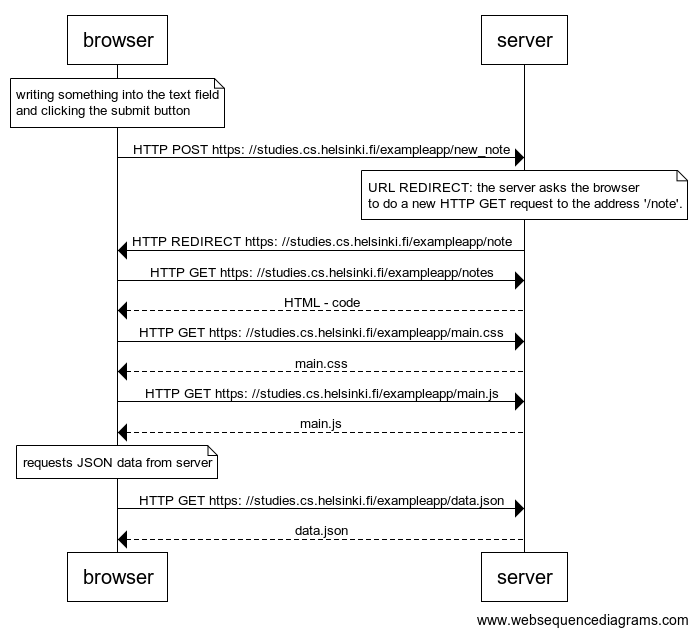 browser
server
writing something into the text field
and clicking the submit button
HTTP POST https: //studies.cs.helsinki.fi/exampleapp/new_note
URL REDIRECT: the server asks the browser
to do a new HTTP GET request to the address '/note'.
HTTP REDIRECT https: //studies.cs.helsinki.fi/exampleapp/note
HTTP GET https: //studies.cs.helsinki.fi/exampleapp/notes
HTML - code
HTTP GET https: //studies.cs.helsinki.fi/exampleapp/main.css
main.css
HTTP GET https: //studies.cs.helsinki.fi/exampleapp/main.js
main.js
requests JSON data from server
HTTP GET https: //studies.cs.helsinki.fi/exampleapp/data.json
data.json
browser
server
www.websequencediagrams.com